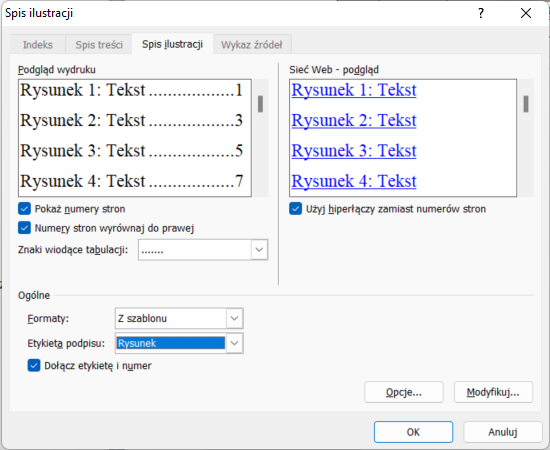 Spis ilustracji
? ×
Indeks Spis treści Spis ilustracji Wykaz źródeł
Podgląd wydruku
Rysunek 1: Tekst..................1
Rysunek 2: Tekst..................3
Rysunek 3: Tekst..................5
Rysunek 4: Tekst..................7
Pokaż numery stron
Numery stron wyrównaj do prawej
Znaki wiodące tabulacji: .......
Sieć Web - podgląd
Rysunek 1: Tekst
Rysunek 2: Tekst
Rysunek 3: Tekst
Rysunek 4: Tekst
Użyj hiperłączy zamiast numerów stron
Ogólne
Formaty: Z szablonu
Etykieta podpisu: Rysunek
Dołącz etykietę i numer
Opcje... Modyfikuj...
OK Anuluj